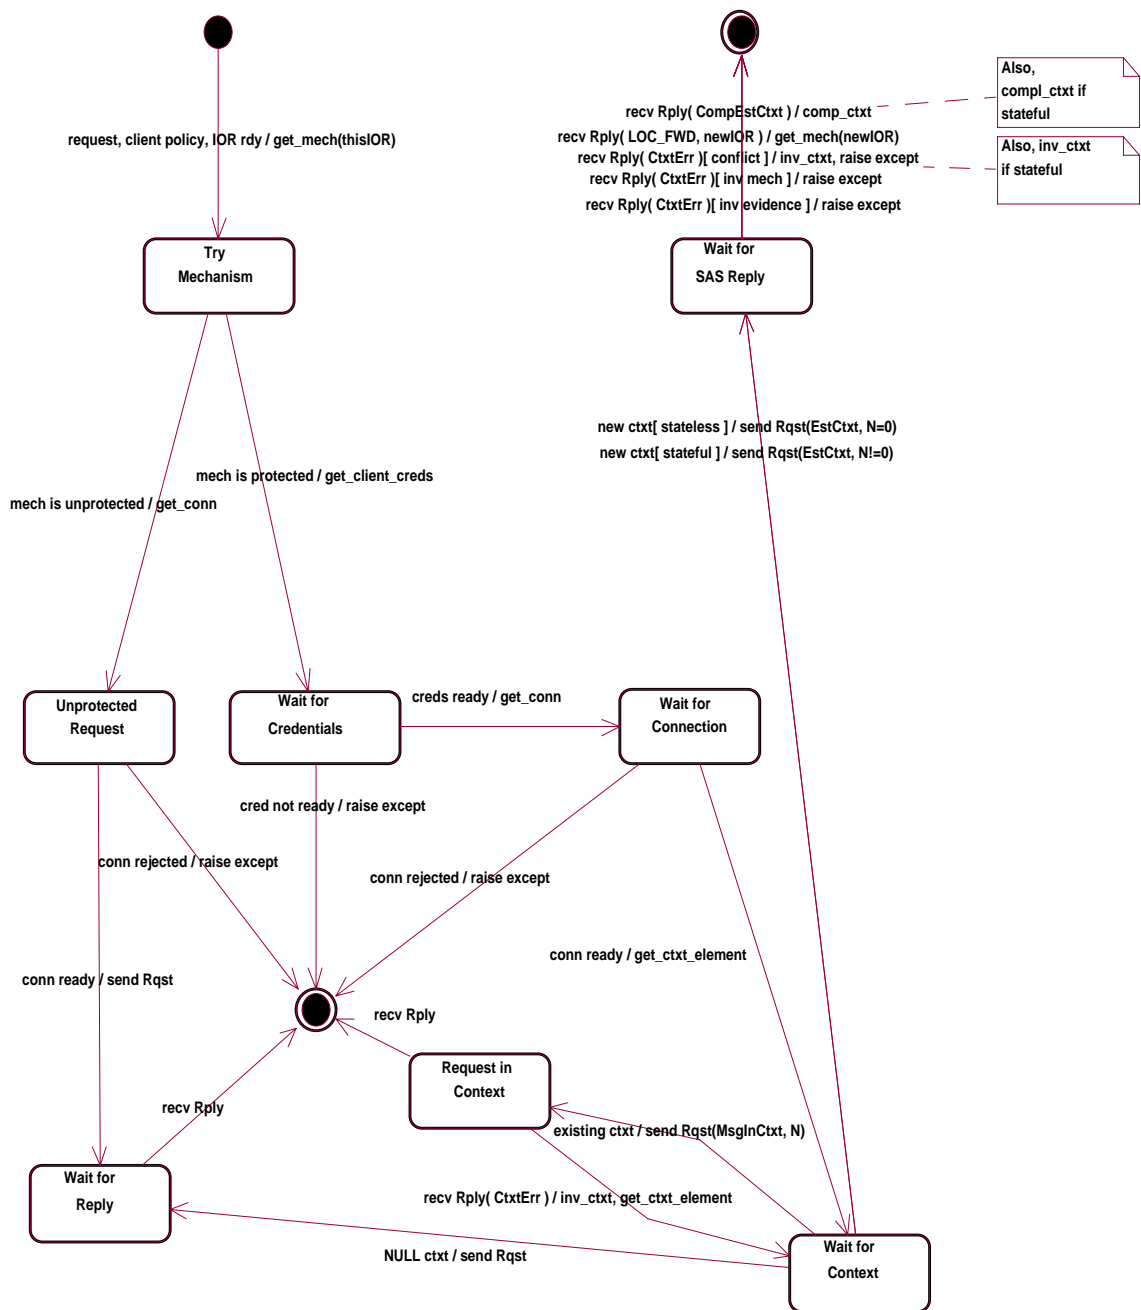 Also,
compl_ctxt if
stateful
recv Rply( CompEstCtxt ) / comp_ctxt
request, client policy, IOR rdy / get_mech(thisIOR)
recv Rply( LOC_FWD, newIOR ) / get_mech(newIOR)
recv Rply( CtxtErr )[ conflict ] / inv_ctxt, raise except
Also, inv_ctxt
if stateful
recv Rply( CtxtErr )[ inv mech ] / raise except
recv Rply( CtxtErr )[ inv evidence ] / raise except
Try
Mechanism
Wait for
SAS Reply
new ctxt[ stateless ] / send Rqst(EstCtxt, N=0)
new ctxt[ stateful ] / send Rqst(EstCtxt, N!=0)
mech is protected / get_client_creds
mech is unprotected / get_conn
Unprotected
Request
Wait for
Credentials
creds ready / get_conn
Wait for
Connection
cred not ready / raise except
conn rejected / raise except
conn rejected / raise except
conn ready / get_ctxt_element
conn ready / send Rqst
recv Rply
Request in
Context
recv Rply
existing ctxt / send Rqst(MsgInCtxt, N)
Wait for
Reply
recv Rply( CtxtErr ) / inv_ctxt, get_ctxt_element
NULL ctxt / send Rqst
Wait for
Context